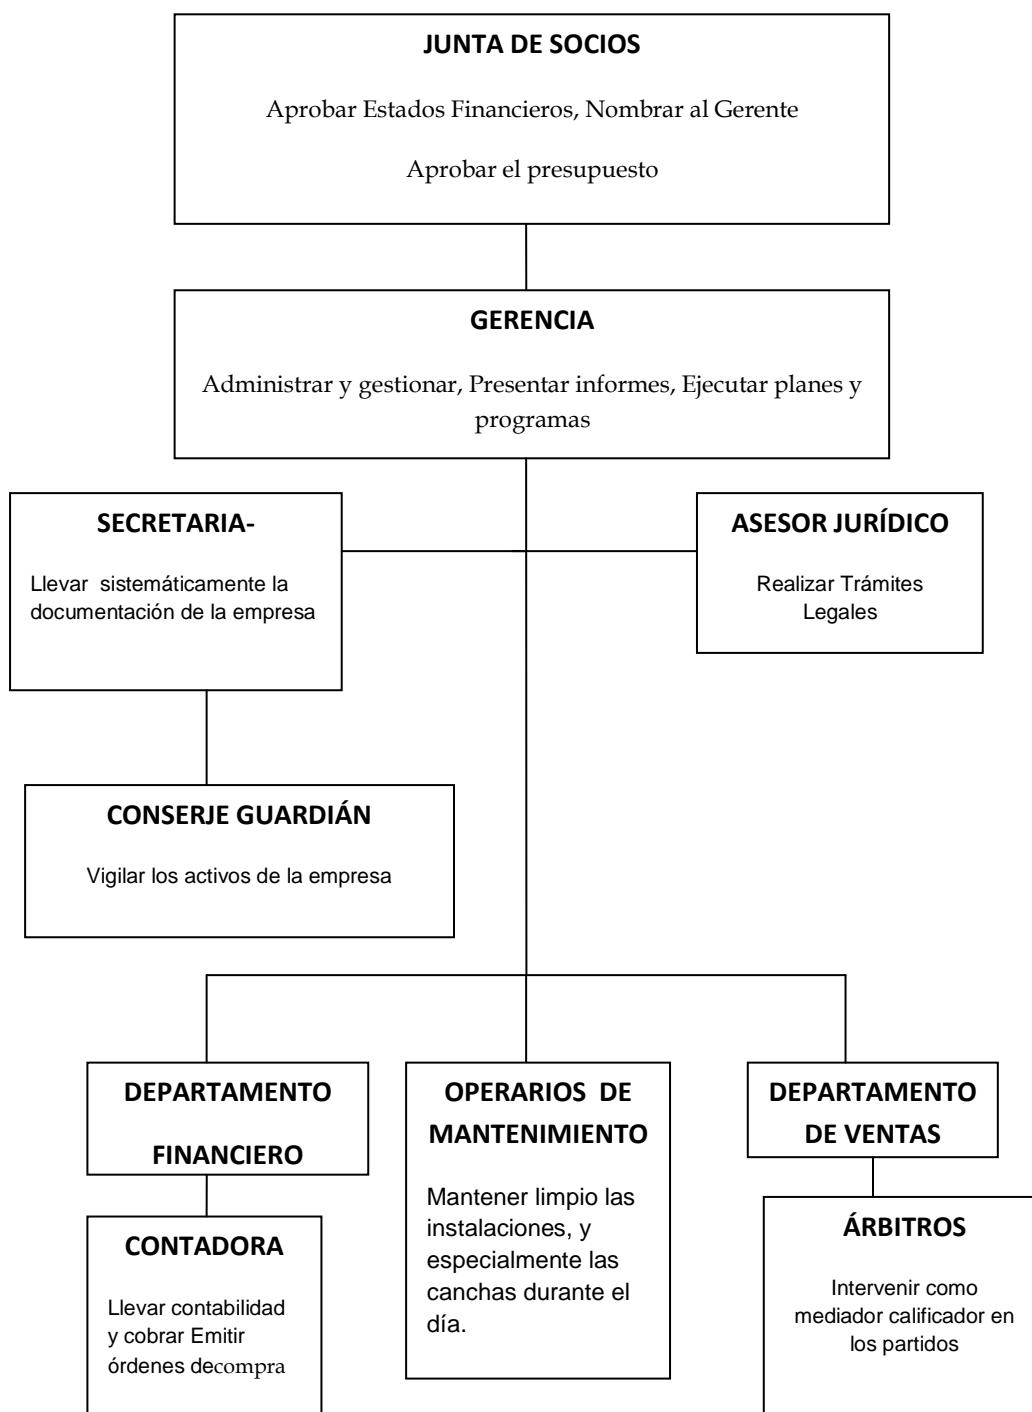 JUNTA DE SOCIOS
Aprobar Estados Financieros, Nombrar al Gerente
Aprobar el presupuesto
GERENCIA
Administrar y gestionar, Presentar informes, Ejecutar planes y
programas
SECRETARIA-
Llevar sistemáticamente la
documentación de la empresa
ASESOR JURÍDICO
Realizar Trámites
Legales
CONSERJE GUARDIÁN
Vigilar los activos de la empresa
DEPARTAMENTO
FINANCIERO
CONTADORA
Llevar contabilidad
y cobrar Emitir
órdenes decompra
OPERARIOS DE
MANTENIMIENTO
Mantener limpio las
instalaciones, y
especialmente las
canchas durante el
día.
DEPARTAMENTO
DE VENTAS
ÁRBITROS
Intervenir como
mediador calificador en
los partidos